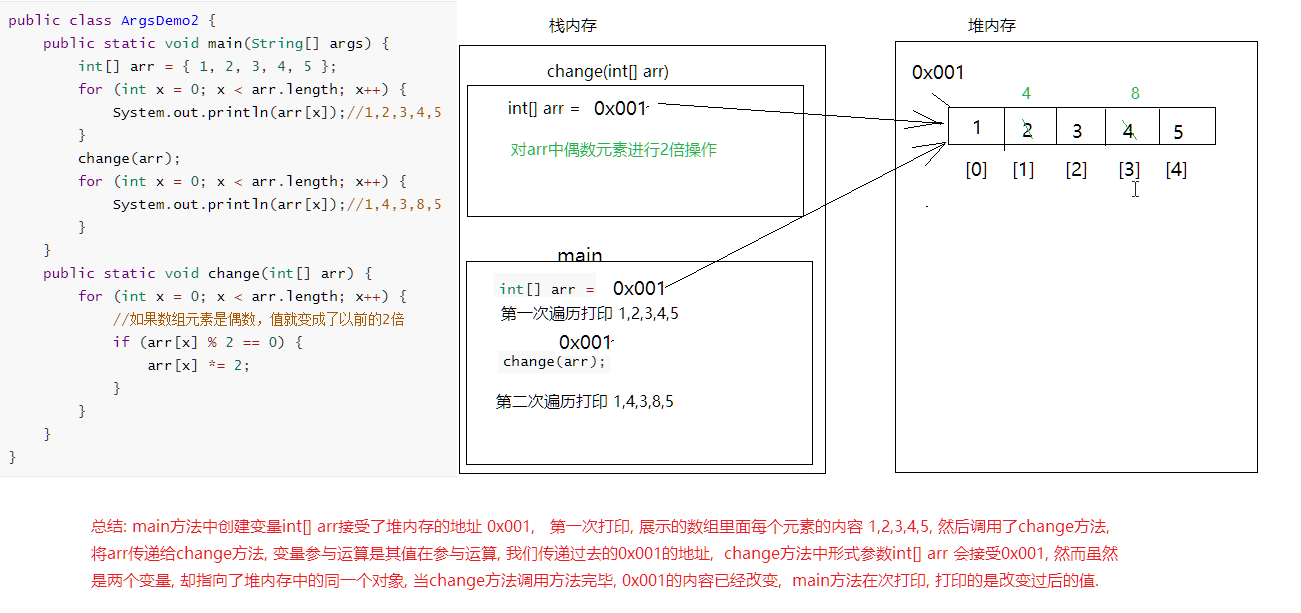 public class ArgsDemo2 {
public static void main(String[] args) {
int[] arr = { 1, 2, 3, 4, 5 };
for (int x = 0; x < arr.length; x++) {
System.out.println(arr[x]);//1,2,3,4,5
}
change(arr);
for (int x = 0; x < arr.length; x++) {
System.out.println(arr[x]);//1,4,3,8,5
}
}
public static void change(int[] arr) {
for (int x = 0; x < arr.length; x++) {
//如果数组元素是偶数，值就变成了以前的2倍
if (arr[x] % 2 == 0) {
arr[x] *= 2;
}
}
}
}
栈内存
change(int[] arr)
int[] arr = 0x001
对arr中偶数元素进行2倍操作
main
int[] arr = 0x001
第一次遍历打印 1,2,3,4,5
0x001
change(arr);
第二次遍历打印 1,4,3,8,5
堆内存
0x001
4 8
1 2 3 4 5
[0] [1] [2] [3] [4]
总结: main方法中创建变量int[] arr接受了堆内存的地址 0x001, 第一次打印, 展示的数组里面每个元素的内容 1,2,3,4,5, 然后调用了change方法,
将arr传递给change方法, 变量参与运算是其值在参与运算, 我们传递过去的0x001的地址, change方法中形式参数int[] arr 会接受0x001, 然而虽然
是两个变量, 却指向了堆内存中的同一个对象, 当change方法调用方法完毕, 0x001的内容已经改变, main方法在次打印, 打印的是改变过后的值.